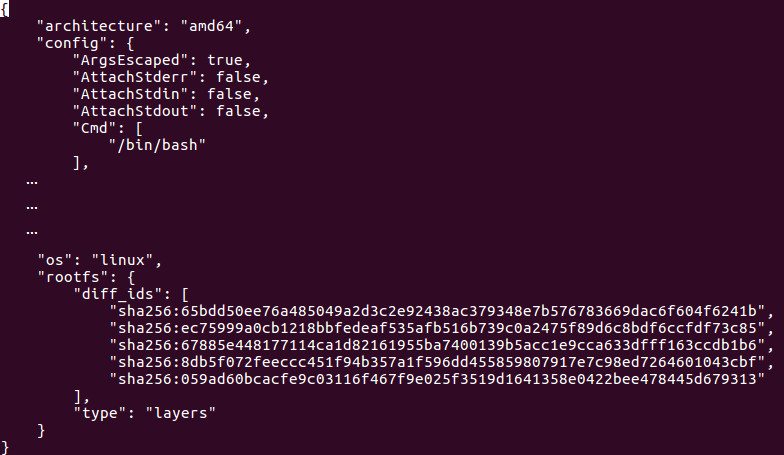 {
    "architecture": "amd64",
    "config": {
        "ArgsEscaped": true,
        "AttachStderr": false,
        "AttachStdin": false,
        "AttachStdout": false,
        "Cmd": [
            "/bin/bash"
        ],
…
…
…
    "os": "linux",
    "rootfs": {
        "diff_ids": [
            "sha256:65bdd50ee76a485049a2d3c2e92438ac379348e7b576783669dac6f604f6241b",
            "sha256:ec75999a0cb1218bbfedeaf535afb516b739c0a2475f89d6c8bdf6ccfdf73c85",
            "sha256:67885e448177114ca1d82161955ba7400139b5acc1e9cca633dfff163ccdb1b6",
            "sha256:8db5f072feeccc451f94b357a1f596dd455859807917e7c98ed7264601043cbf",
            "sha256:059ad60bcacfe9c03116f467f9e025f3519d1641358e0422bee478445d679313"
        ],
        "type": "layers"
    }
}